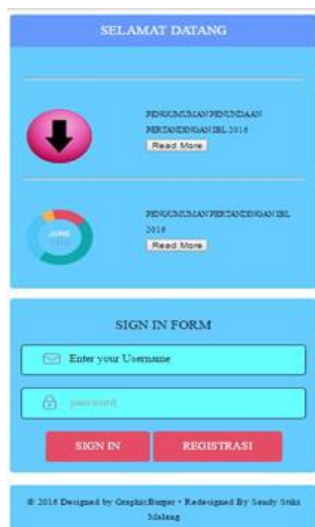 SELAMAT DATANG
PENGUMUMAN PENUNDAAN
PERTANDINGAN IBL 2016
Read More
JUNE
PENGUMUMAN PERTANDINGAN IBL
2016
Read More
SIGN IN FORM
Enter your Username
password
SIGN IN
REGISTRASI
© 2016 Designed by GraphicBurger • Redesigned By Sendy Stiki
Malang